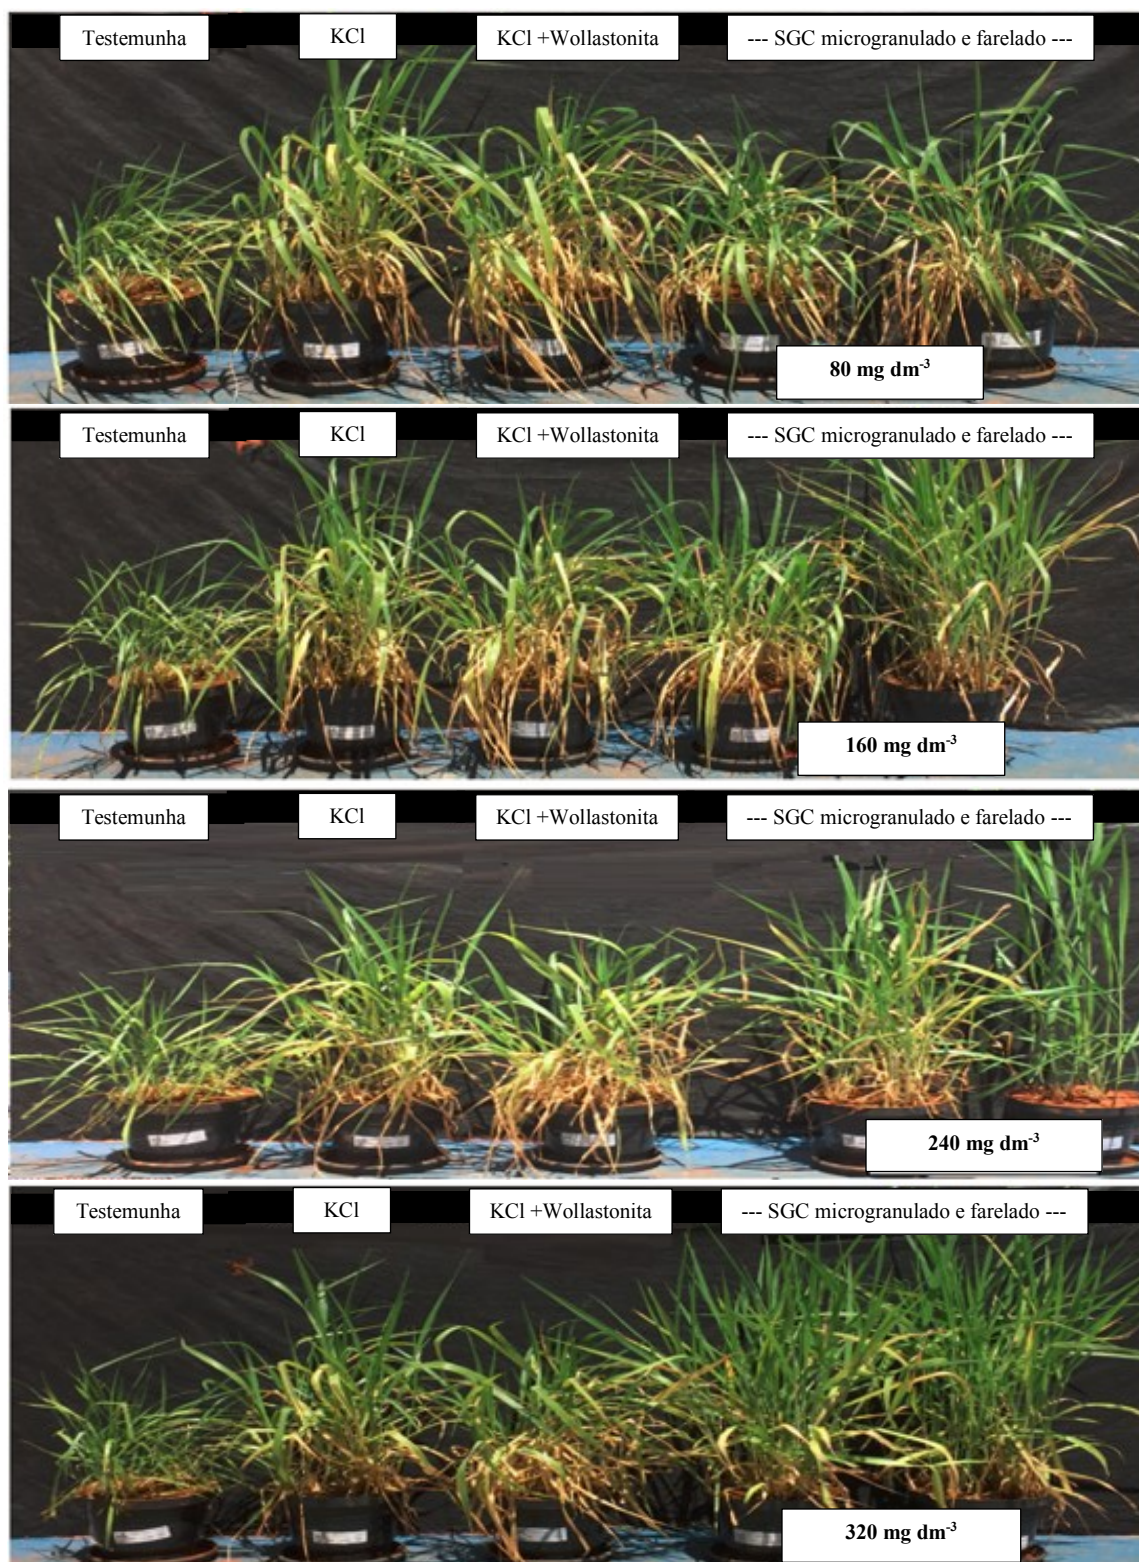 Testemunha
KCl
KCl +Wollastonita
--- SGC microgranulado e farelado ---
80 mg dm-3
Testemunha
KCl
KCl +Wollastonita
--- SGC microgranulado e farelado ---
160 mg dm-3
Testemunha
KCl
KCl +Wollastonita
--- SGC microgranulado e farelado ---
240 mg dm-3
Testemunha
KCl
KCl +Wollastonita
--- SGC microgranulado e farelado ---
320 mg dm-3